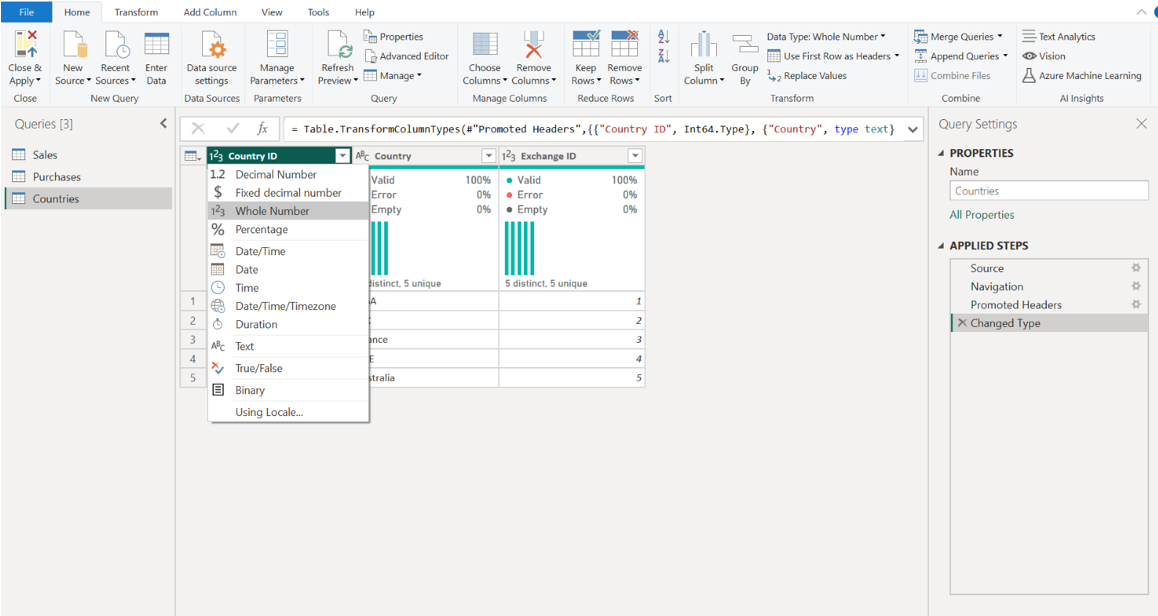 File Home Transform Add Column View Tools Help
Close & Apply
New Source
Recent Sources
Enter Data
Data source settings
Manage Parameters
Refresh Preview
Properties
Advanced Editor
Manage
Choose Columns
Remove Columns
Keep Rows
Remove Rows
Split Column
Group By
Data Type: Whole Number
Use First Row as Headers
Replace Values
Merge Queries
Append Queries
Combine Files
Text Analytics
Vision
Azure Machine Learning
Close New Query Data Sources Parameters Query Manage Columns Reduce Rows Sort Transform Combine AI Insights
Queries [3]
Sales
Purchases
Countries
fx = Table.TransformColumnTypes(#"Promoted Headers",{{"Country ID", Int64.Type}, {"Country", type text}
123 Country ID ABC Country 123 Exchange ID
1.2 Decimal Number
$ Fixed decimal number
123 Whole Number
% Percentage
Date/Time
Date
Time
Date/Time/Timezone
Duration
ABC Text
True/False
Binary
Using Locale...
Valid 100%
Error 0%
Empty 0%
distinct, 5 unique
Valid 100%
Error 0%
Empty 0%
5 distinct, 5 unique
1 1
2 2
3 ance 3
4 4
5 stralia 5
Query Settings
PROPERTIES
Name
Countries
All Properties
APPLIED STEPS
Source
Navigation
Promoted Headers
Changed Type